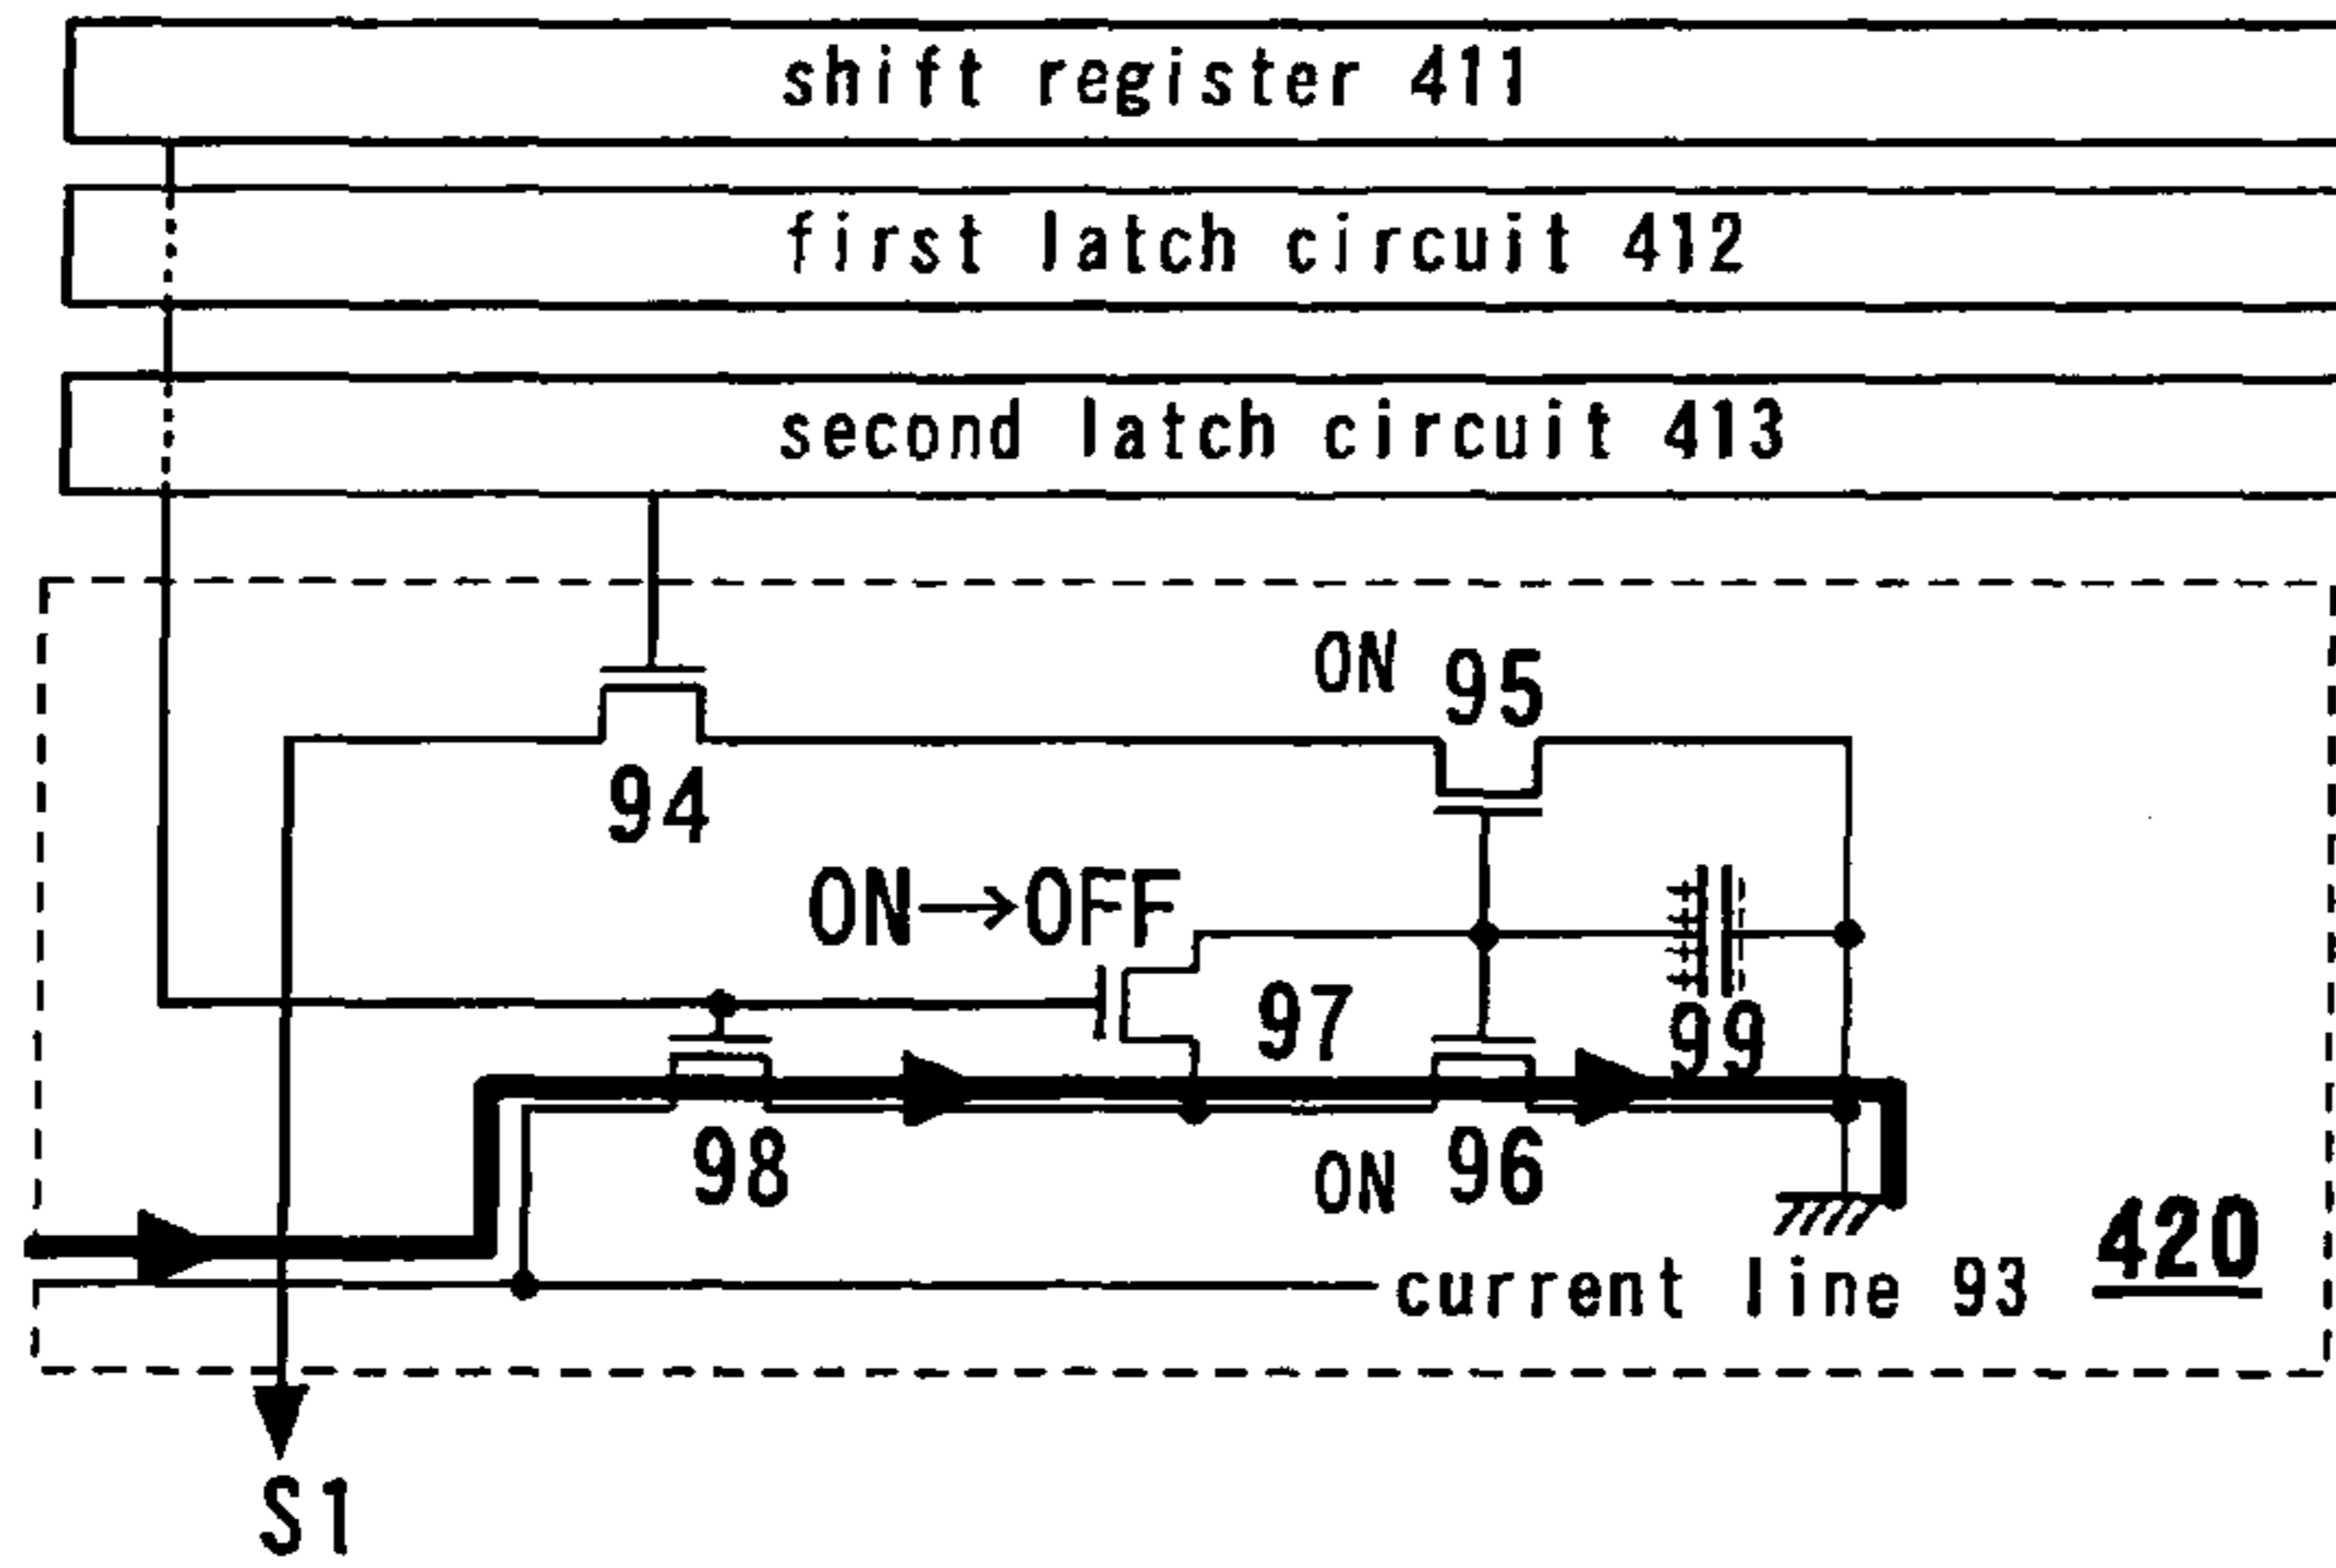 shift register 411
first latch circuit 412
second latch circuit 413
ON 95
94
ON→OFF
97
99
98
ON 96
420
current line 93
S1